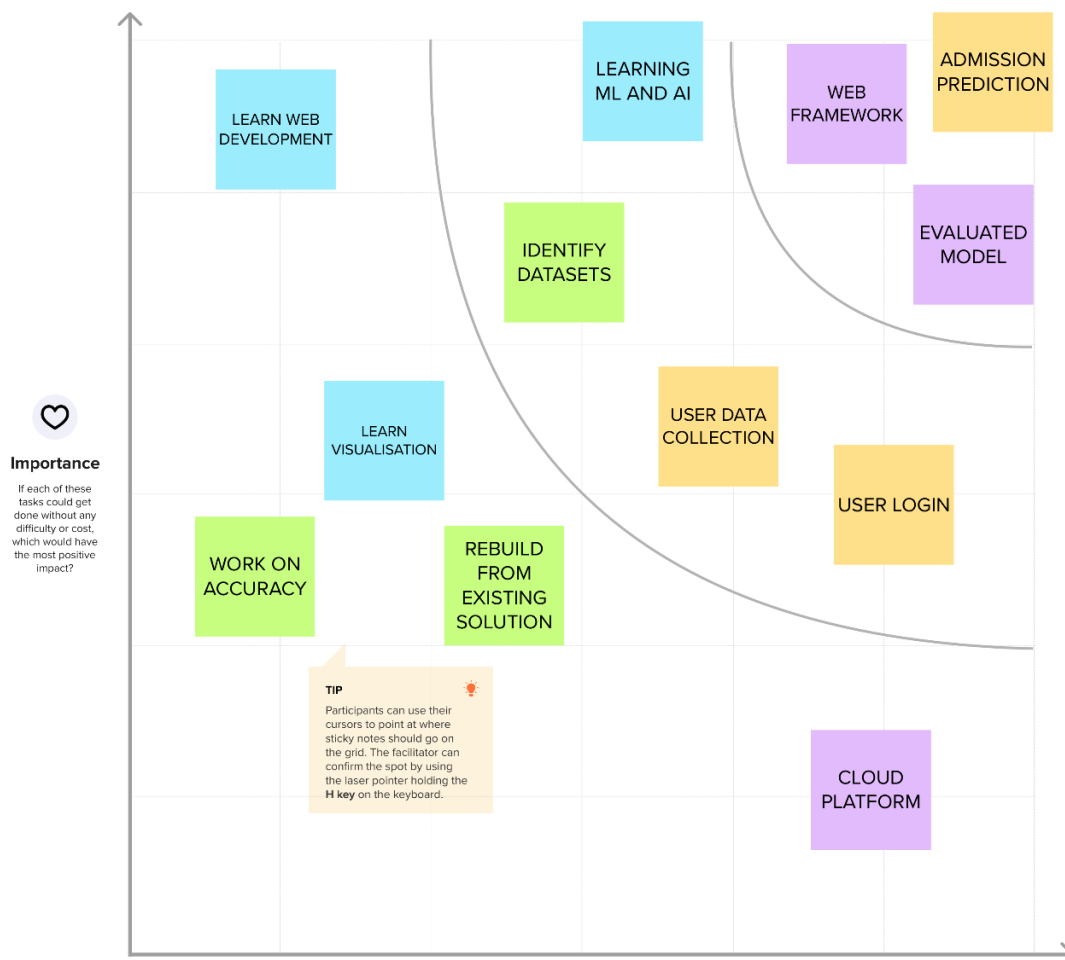 ADMISSION
PREDICTION
LEARNING
ML AND AI
WEB
FRAMEWORK
LEARN WEB
DEVELOPMENT
EVALUATED
MODEL
IDENTIFY
DATASETS
USER DATA
COLLECTION
LEARN
VISUALISATION
USER LOGIN
Importance
If each of these
tasks could get
done without any
difficulty or cost,
which would have
the most positive
impact?
WORK ON
ACCURACY
REBUILD
FROM
EXISTING
SOLUTION
TIP
Participants can use their
cursors to point at where
sticky notes should go on
the grid. The facilitator can
confirm the spot by using
the laser pointer holding the
H key on the keyboard.
CLOUD
PLATFORM